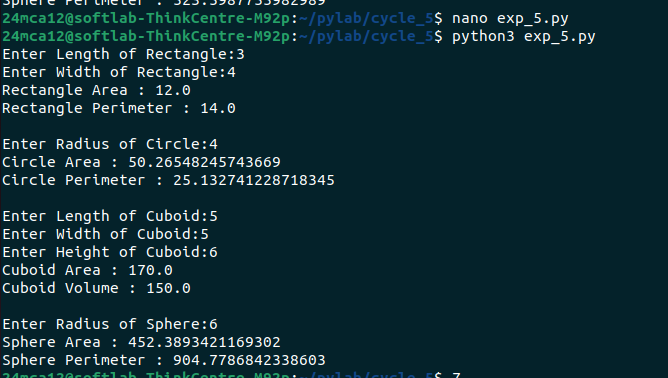 Sphere Perimeter : 523.5987755982989
24mca12@softlab-ThinkCentre-M92p:~/pylab/cycle_5$ nano exp_5.py
24mca12@softlab-ThinkCentre-M92p:~/pylab/cycle_5$ python3 exp_5.py
Enter Length of Rectangle:3
Enter Width of Rectangle:4
Rectangle Area : 12.0
Rectangle Perimeter : 14.0
Enter Radius of Circle:4
Circle Area : 50.26548245743669
Circle Perimeter : 25.132741228718345
Enter Length of Cuboid:5
Enter Width of Cuboid:5
Enter Height of Cuboid:6
Cuboid Area : 170.0
Cuboid Volume : 150.0
Enter Radius of Sphere:6
Sphere Area : 452.3893421169302
Sphere Perimeter : 904.7786842338603
24mca12@softlab-ThinkCentre-M92p:~/pylab/cycle_5$